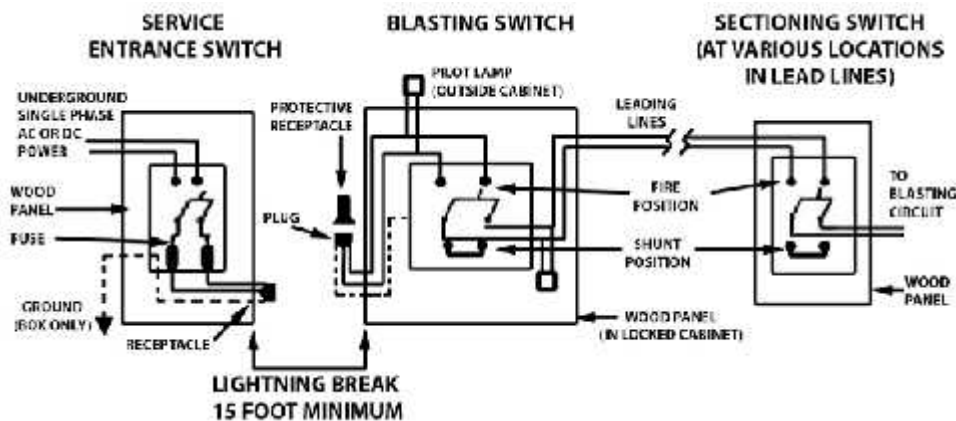 SERVICE
ENTRANCE SWITCH
BLASTING SWITCH
SECTIONING SWITCH
(AT VARIOUS LOCATIONS
IN LEAD LINES)
PILOT LAMP
(OUTSIDE CABINET)
UNDERGROUND
SINGLE PHASE
AC OR DC
POWER
PROTECTIVE
RECEPTACLE
LEADING
LINES
WOOD
PANEL
FUSE
PLUG
FIRE
POSITION
TO
BLASTING
CIRCUIT
SHUNT
POSITION
WOOD
PANEL
GROUND
(BOX ONLY)
RECEPTACLE
WOOD PANEL
(IN LOCKED CABINET)
LIGHTNING BREAK
15 FOOT MINIMUM